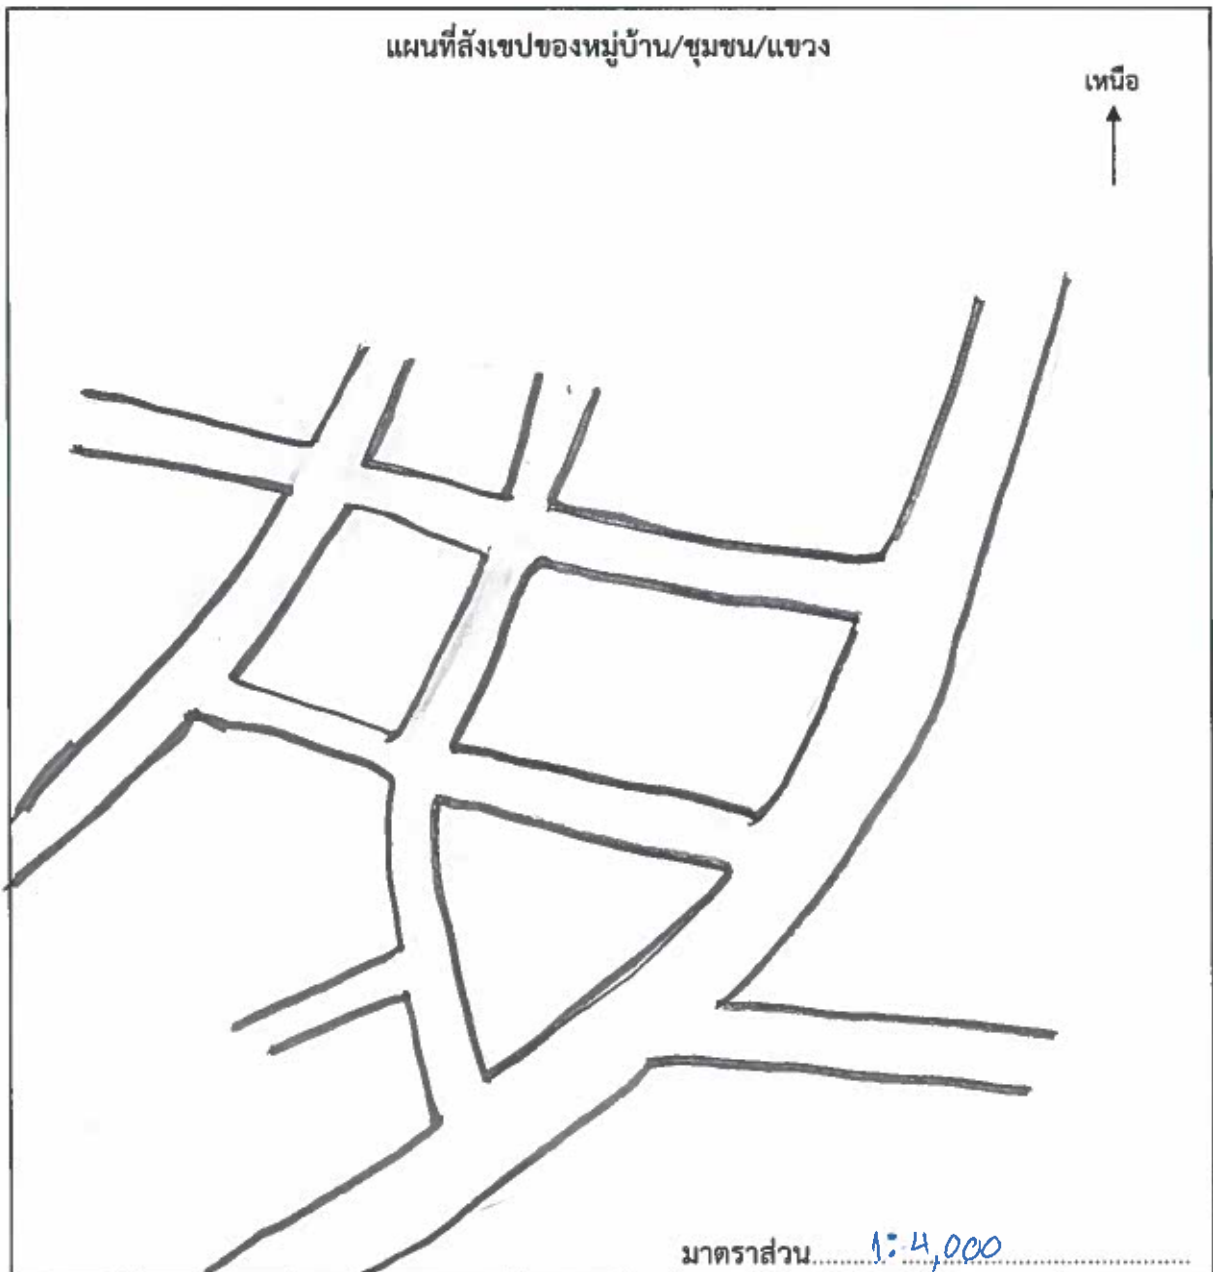 แผนที่สังเขปของหมู่บ้าน/ชุมชน/แขวง
เหนือ
มาตราส่วน.........1:4,000.........................